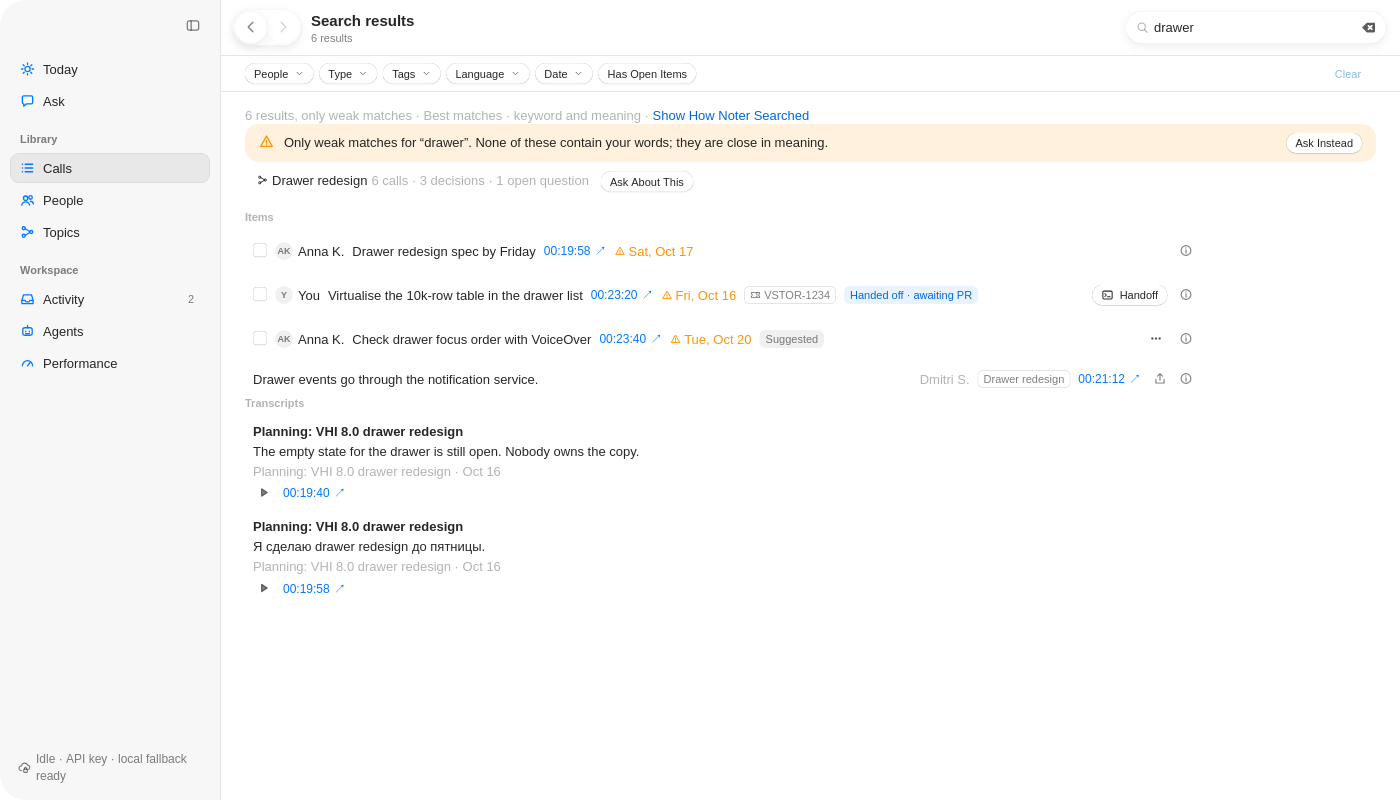 Search results
6 results
drawer
Today
Ask
Library
Calls
People
Topics
Workspace
Activity 2
Agents
Performance
Idle · API key · local fallback
ready
People Type Tags Language Date Has Open Items Clear
6 results, only weak matches · Best matches · keyword and meaning · Show How Noter Searched
Only weak matches for “drawer”. None of these contain your words; they are close in meaning. Ask Instead
Drawer redesign 6 calls · 3 decisions · 1 open question Ask About This
Items
AK Anna K. Drawer redesign spec by Friday 00:19:58 ↗ Sat, Oct 17
Y You Virtualise the 10k-row table in the drawer list 00:23:20 ↗ Fri, Oct 16 VSTOR-1234 Handed off · awaiting PR Handoff
AK Anna K. Check drawer focus order with VoiceOver 00:23:40 ↗ Tue, Oct 20 Suggested
Drawer events go through the notification service. Dmitri S. Drawer redesign 00:21:12 ↗
Transcripts
Planning: VHI 8.0 drawer redesign
The empty state for the drawer is still open. Nobody owns the copy.
Planning: VHI 8.0 drawer redesign · Oct 16
00:19:40 ↗
Planning: VHI 8.0 drawer redesign
Я сделаю drawer redesign до пятницы.
Planning: VHI 8.0 drawer redesign · Oct 16
00:19:58 ↗